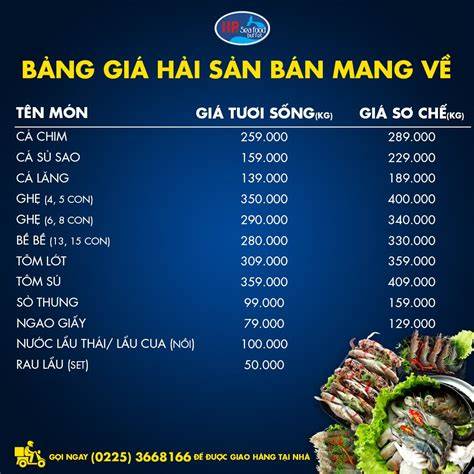 HP Sea food
BUFFET
BẢNG GIÁ HẢI SẢN BÁN MANG VỀ
TÊN MÓN GIÁ TƯƠI SỐNG(KG) GIÁ SƠ CHẾ(KG)
CÁ CHIM 259.000 289.000
CÁ SỦ SAO 159.000 229.000
CÁ LĂNG 139.000 189.000
GHẸ (4, 5 CON) 350.000 400.000
GHẸ (6, 8 CON) 290.000 340.000
BỀ BỀ (13, 15 CON) 280.000 330.000
TÔM LỚT 309.000 359.000
TÔM SÚ 359.000 409.000
SÒ THƯNG 99.000 159.000
NGAO GIẤY 79.000 129.000
NƯỚC LẨU THÁI/ LẨU CUA (NỒI) 100.000
RAU LẨU (SET) 50.000
GỌI NGAY (0225) 3668166 ĐỂ ĐƯỢC GIAO HÀNG TẠI NHÀ